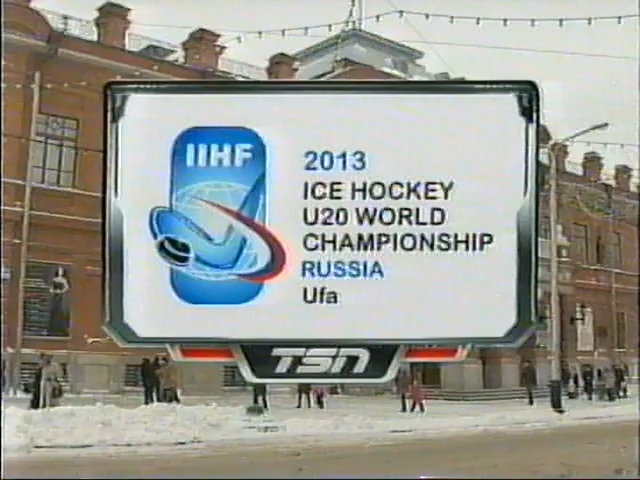 IIHF
2013
ICE HOCKEY
U20 WORLD
CHAMPIONSHIP
RUSSIA
Ufa
TSN